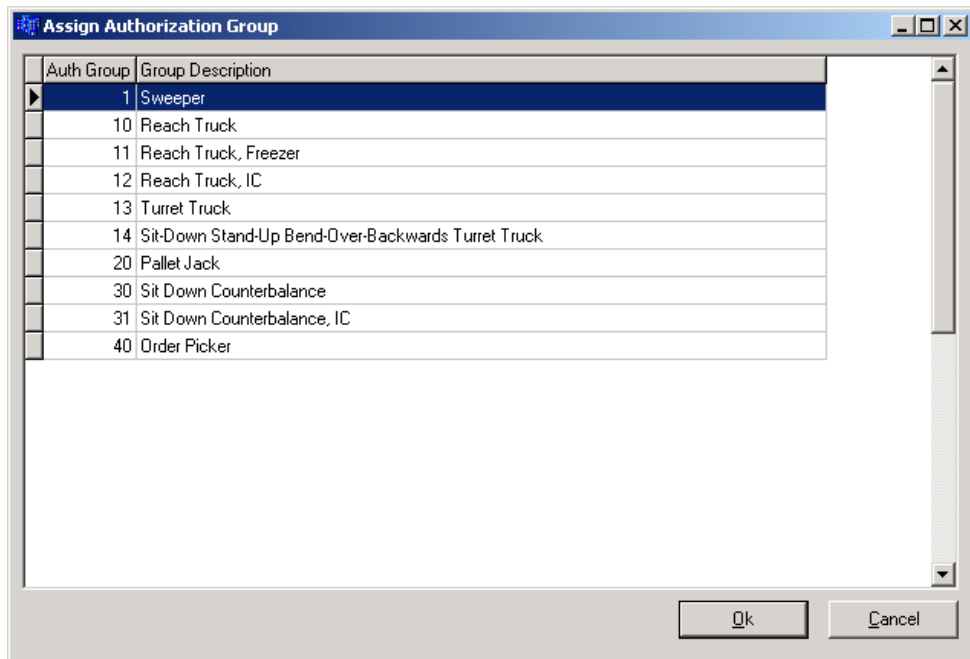 Assign Authorization Group
Auth Group Group Description
1 Sweeper
10 Reach Truck
11 Reach Truck, Freezer
12 Reach Truck, IC
13 Turret Truck
14 Sit-Down Stand-Up Bend-Over-Backwards Turret Truck
20 Pallet Jack
30 Sit Down Counterbalance
31 Sit Down Counterbalance, IC
40 Order Picker
Ok Cancel